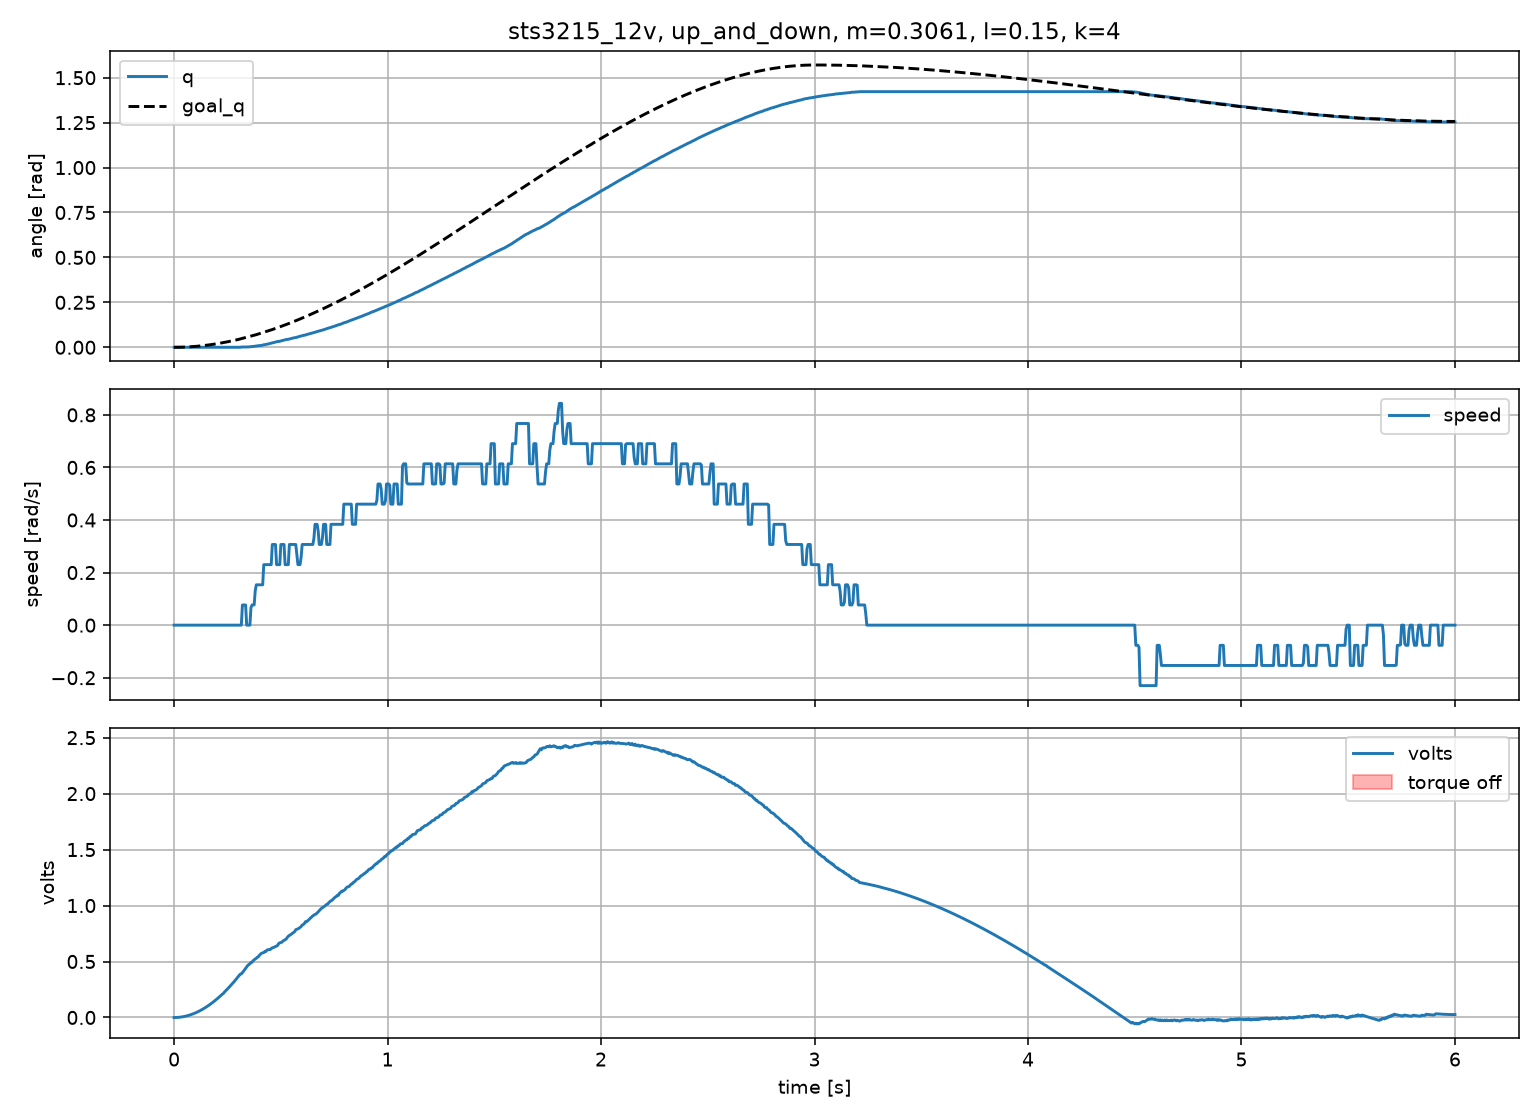 sts3215_12v, up_and_down, m=0.3061, l=0.15, k=4
q
goal_q
angle [rad]
1.50
1.25
1.00
0.75
0.50
0.25
0.00
speed
speed [rad/s]
0.8
0.6
0.4
0.2
0.0
−0.2
volts
torque off
volts
2.5
2.0
1.5
1.0
0.5
0.0
0 1 2 3 4 5 6
time [s]